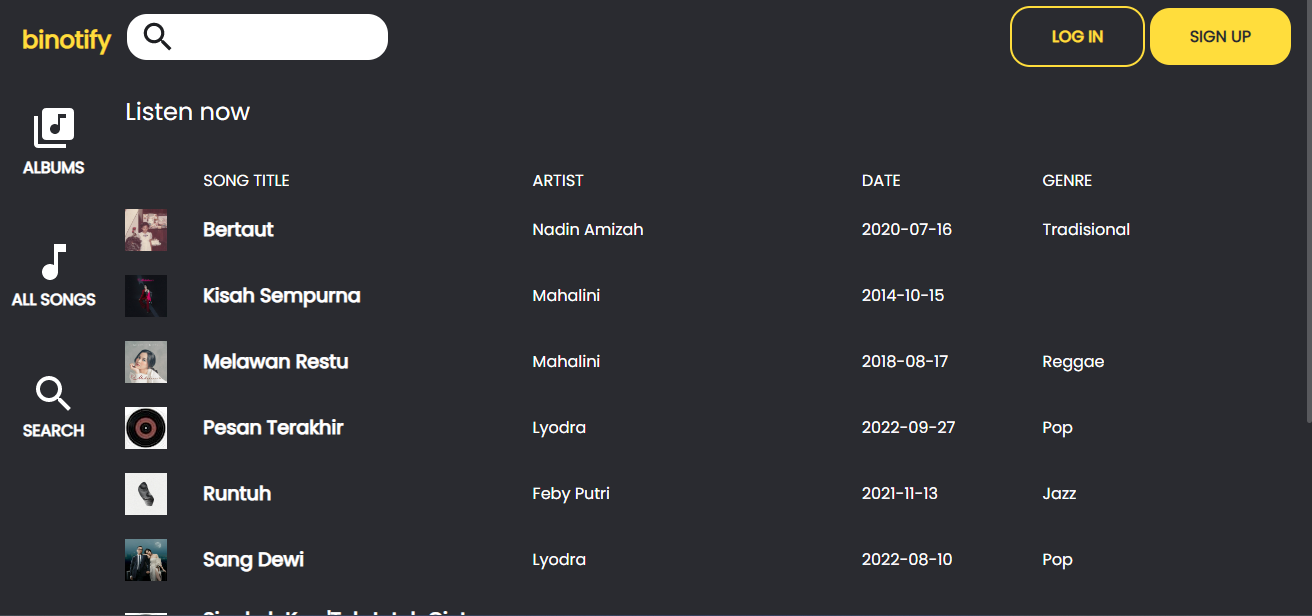 binotify
LOG IN
SIGN UP
Listen now
ALBUMS
SONG TITLE ARTIST DATE GENRE
Bertaut Nadin Amizah 2020-07-16 Tradisional
ALL SONGS
Kisah Sempurna Mahalini 2014-10-15
Melawan Restu Mahalini 2018-08-17 Reggae
SEARCH
Pesan Terakhir Lyodra 2022-09-27 Pop
Runtuh Feby Putri 2021-11-13 Jazz
Sang Dewi Lyodra 2022-08-10 Pop